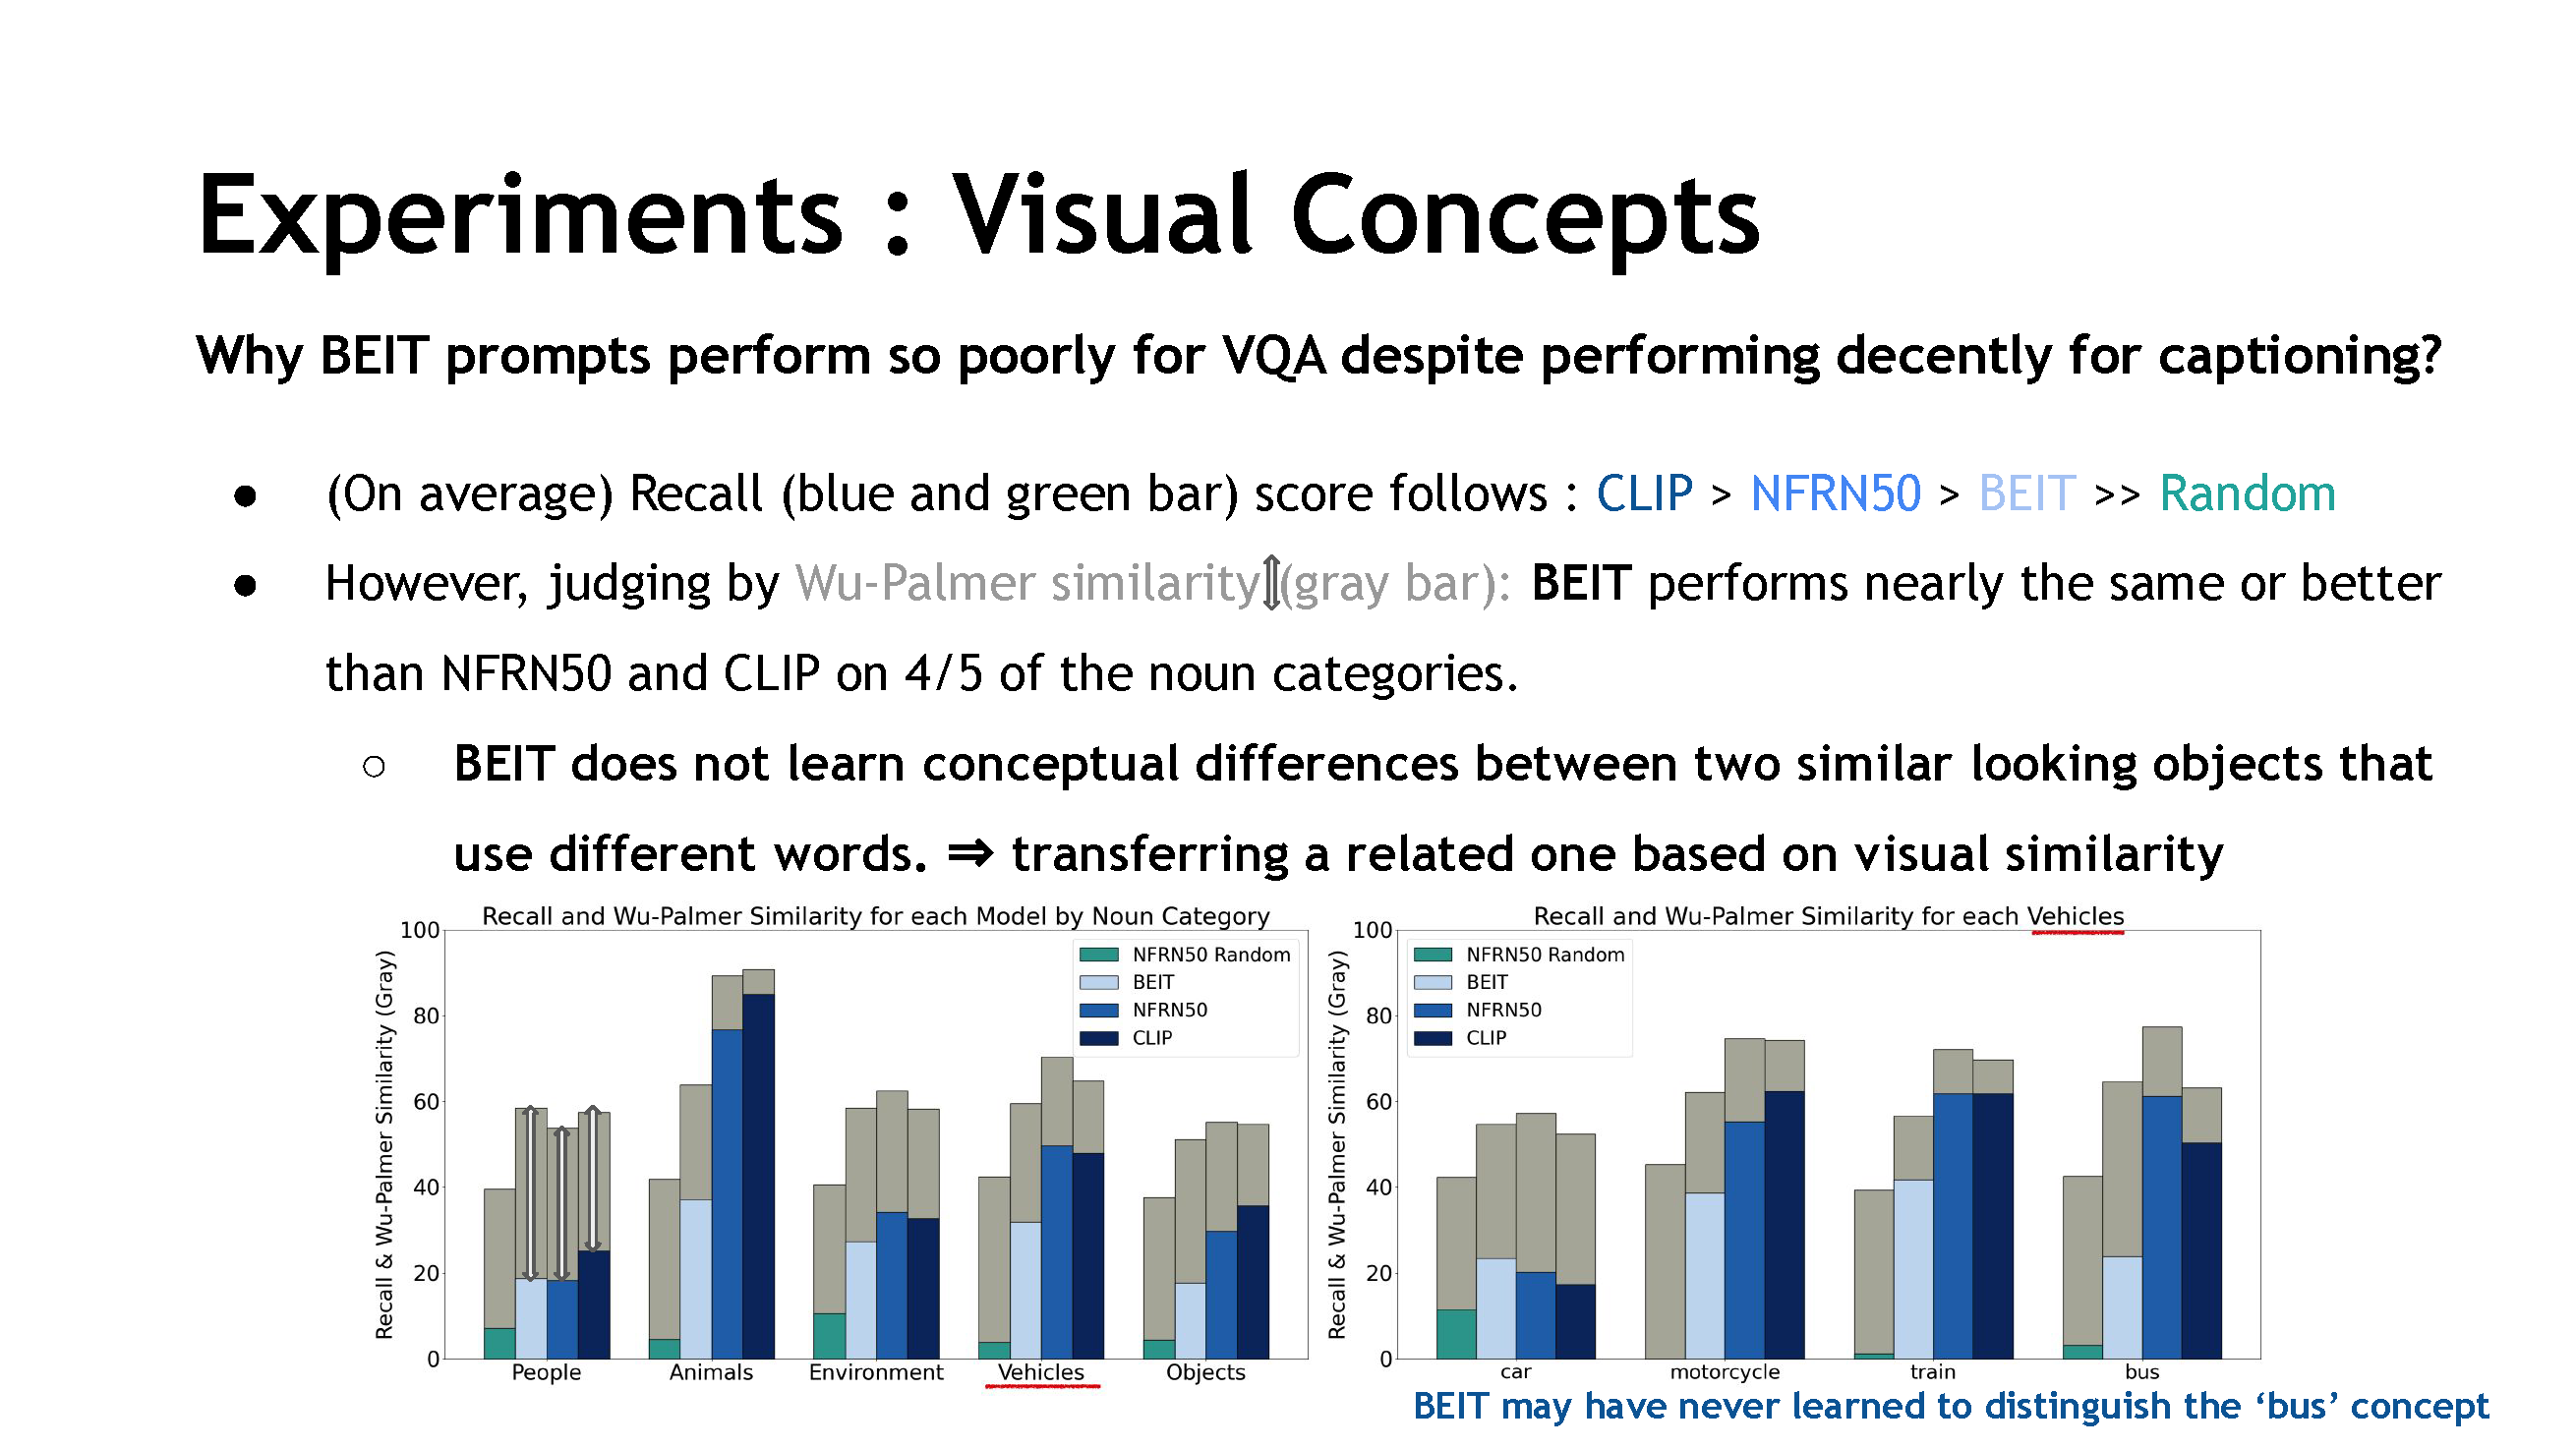 Experiments : Visual Concepts
Why BEIT prompts perform so poorly for VQA despite performing decently for captioning?
● (On average) Recall (blue and green bar) score follows : CLIP > NFRN50 > BEIT >> Random
● However, judging by Wu-Palmer similarity (gray bar): BEIT performs nearly the same or better
than NFRN50 and CLIP on 4/5 of the noun categories.
○ BEIT does not learn conceptual differences between two similar looking objects that
use different words. ⇒ transferring a related one based on visual similarity
Recall and Wu-Palmer Similarity for each Model by Noun Category
Recall & Wu-Palmer Similarity (Gray)
100
80
60
40
20
0
NFRN50 Random
BEIT
NFRN50
CLIP
People Animals Environment Vehicles Objects
Recall and Wu-Palmer Similarity for each Vehicles
Recall & Wu-Palmer Similarity (Gray)
100
80
60
40
20
0
NFRN50 Random
BEIT
NFRN50
CLIP
car motorcycle train bus
BEIT may have never learned to distinguish the ‘bus’ concept